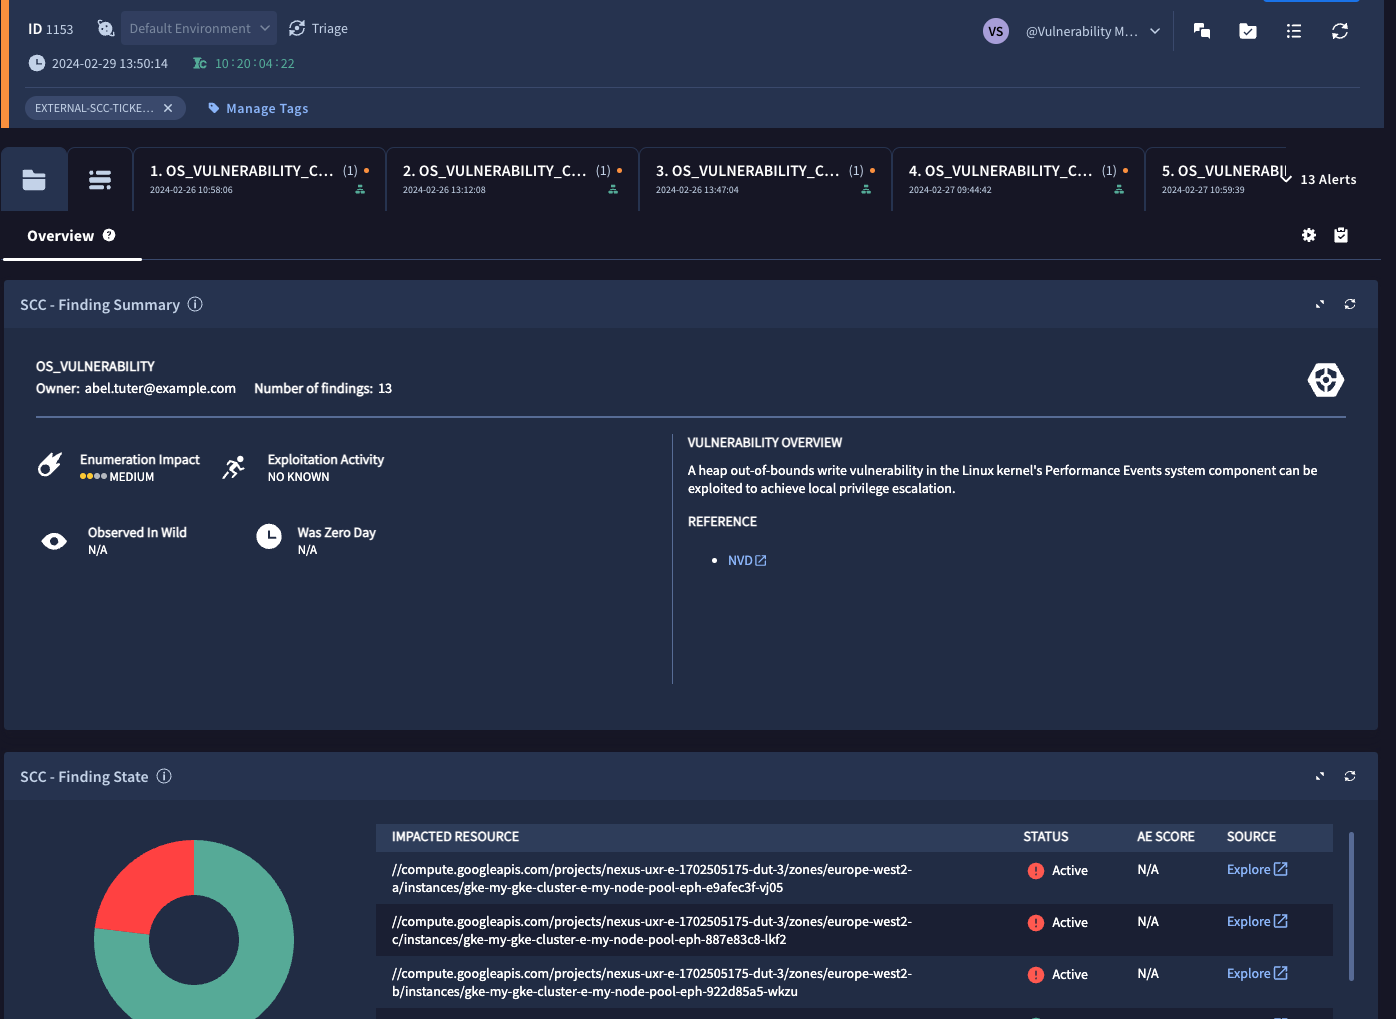 ID 1153 Default Environment Triage VS @Vulnerability M...
2024-02-29 13:50:14 10:20:04:22
EXTERNAL-SCC-TICKE... Manage Tags
1. OS_VULNERABILITY_C... (1) 2. OS_VULNERABILITY_C... (1) 3. OS_VULNERABILITY_C... (1) 4. OS_VULNERABILITY_C... (1) 5. OS_VULNERABI 13 Alerts
2024-02-26 10:58:06 2024-02-26 13:12:08 2024-02-26 13:47:04 2024-02-27 09:44:42 2024-02-27 10:59:39
Overview ?
SCC - Finding Summary
OS_VULNERABILITY
Owner: abel.tuter@example.com Number of findings: 13
Enumeration Impact
MEDIUM
Exploitation Activity
NO KNOWN
Observed In Wild
N/A
Was Zero Day
N/A
VULNERABILITY OVERVIEW
A heap out-of-bounds write vulnerability in the Linux kernel's Performance Events system component can be
exploited to achieve local privilege escalation.
REFERENCE
• NVD
SCC - Finding State
IMPACTED RESOURCE STATUS AE SCORE SOURCE
//compute.googleapis.com/projects/nexus-uxr-e-1702505175-dut-3/zones/europe-west2-
a/instances/gke-my-gke-cluster-e-my-node-pool-eph-e9afec3f-vj05
Active N/A Explore
//compute.googleapis.com/projects/nexus-uxr-e-1702505175-dut-3/zones/europe-west2-
c/instances/gke-my-gke-cluster-e-my-node-pool-eph-887e83c8-lkf2
Active N/A Explore
//compute.googleapis.com/projects/nexus-uxr-e-1702505175-dut-3/zones/europe-west2-
b/instances/gke-my-gke-cluster-e-my-node-pool-eph-922d85a5-wkzu
Active N/A Explore